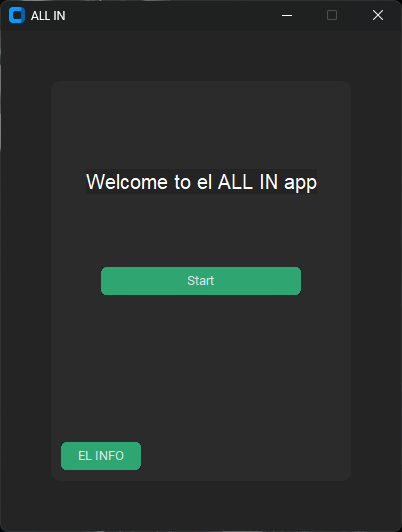 ALL IN
Welcome to el ALL IN app
Start
EL INFO